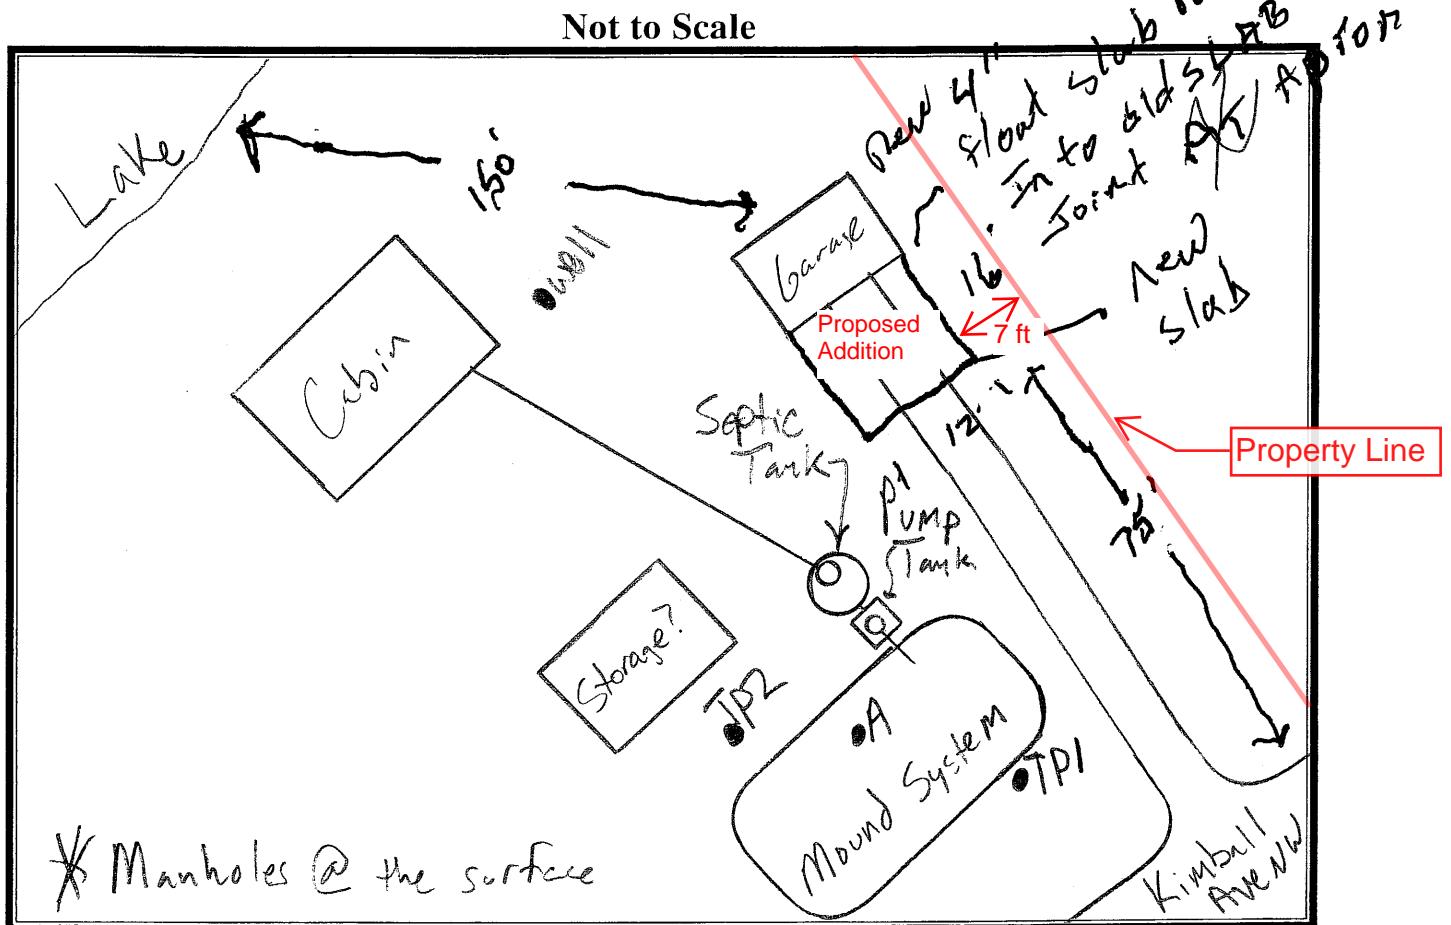 Not to Scale
New 4"
float slab
In to old SLAB
Joint
Lake
150'
well
Garage
16'
New
slab
Proposed
Addition
7 ft
Cabin
Septic
Tank
12'
Property Line
Pump
Tank
75'
Storage?
TP2
A
TP1
Mound System
Kimball
Ave NW
* Manholes @ the surface